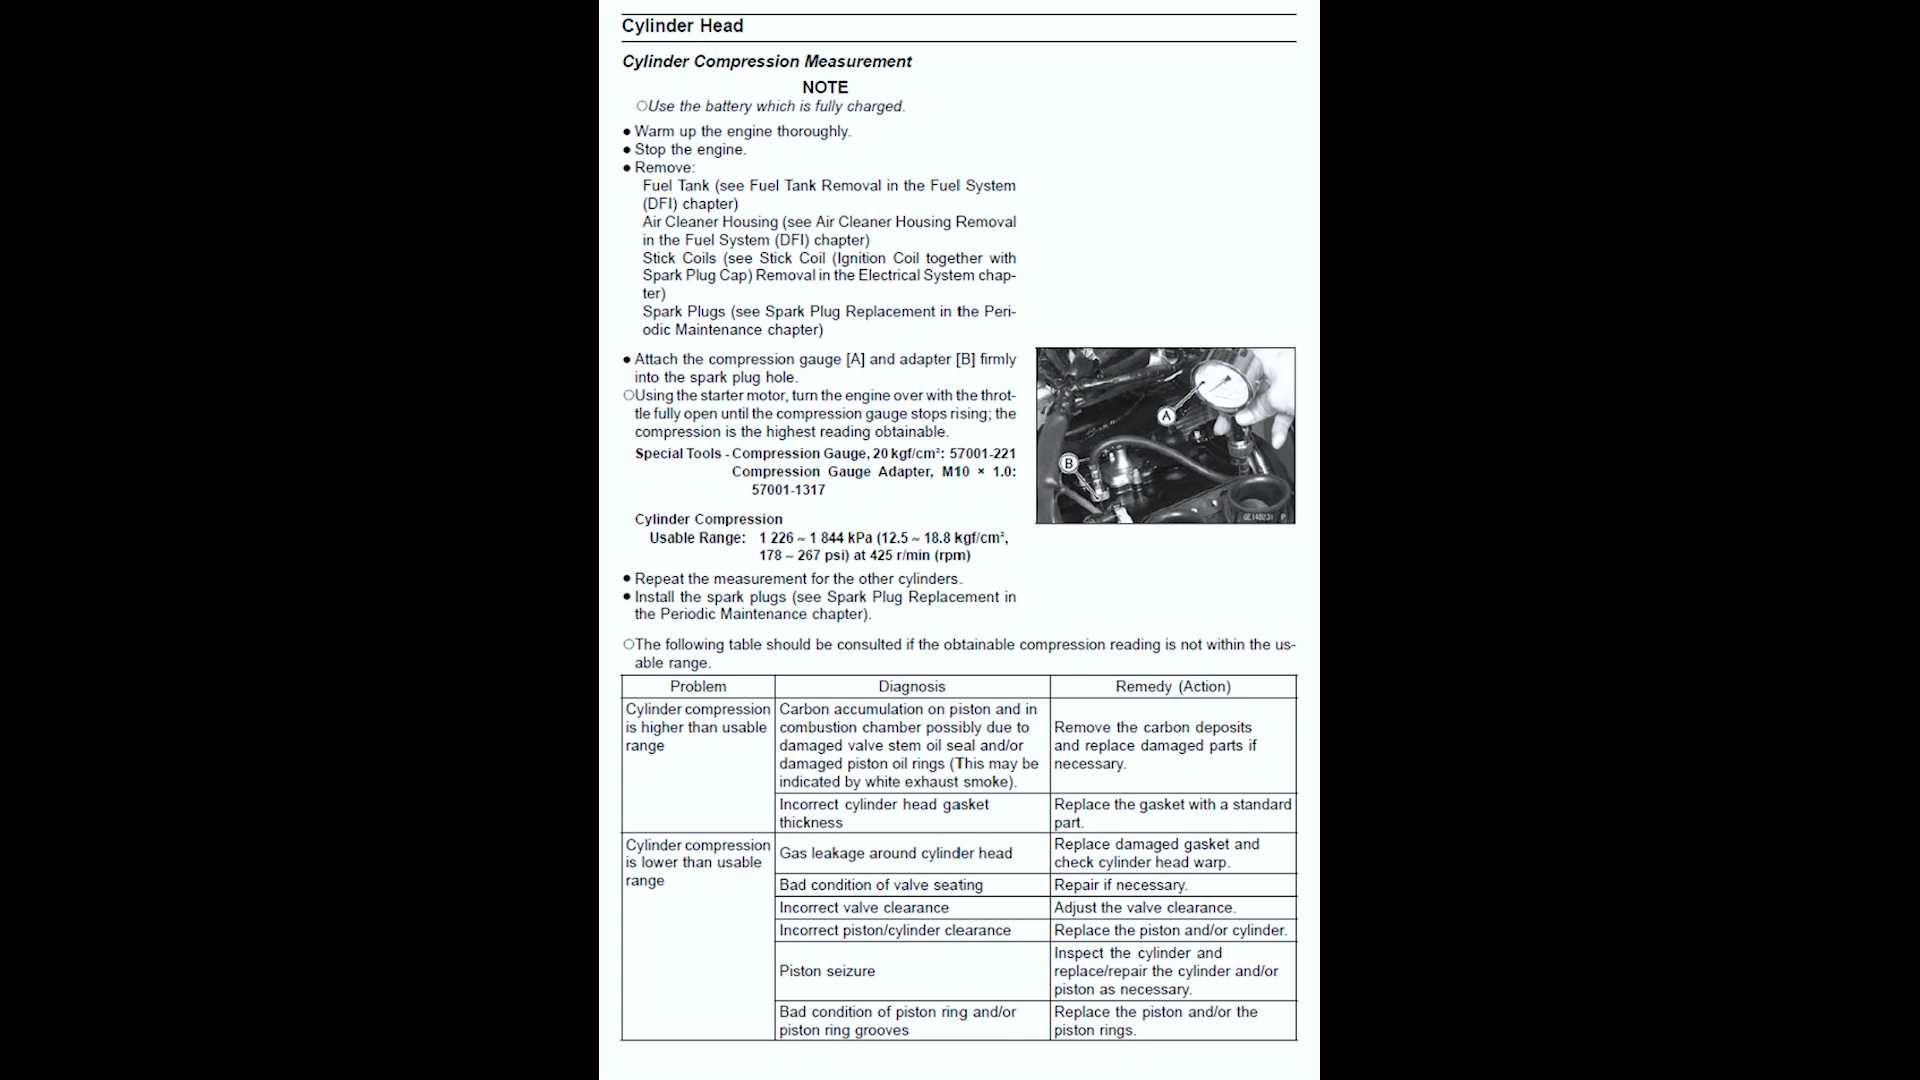 Cylinder Head
Cylinder Compression Measurement
NOTE
○Use the battery which is fully charged.
● Warm up the engine thoroughly.
● Stop the engine.
● Remove:
Fuel Tank (see Fuel Tank Removal in the Fuel System
(DFI) chapter)
Air Cleaner Housing (see Air Cleaner Housing Removal
in the Fuel System (DFI) chapter)
Stick Coils (see Stick Coil (Ignition Coil together with
Spark Plug Cap) Removal in the Electrical System chap-
ter)
Spark Plugs (see Spark Plug Replacement in the Peri-
odic Maintenance chapter)
● Attach the compression gauge [A] and adapter [B] firmly
into the spark plug hole.
○Using the starter motor, turn the engine over with the throt-
tle fully open until the compression gauge stops rising; the
compression is the highest reading obtainable.
Special Tools - Compression Gauge, 20 kgf/cm²: 57001-221
Compression Gauge Adapter, M10 × 1.0:
57001-1317
A
B
Cylinder Compression
Usable Range: 1 226 ~ 1 844 kPa (12.5 ~ 18.8 kgf/cm²,
178 ~ 267 psi) at 425 r/min (rpm)
● Repeat the measurement for the other cylinders.
● Install the spark plugs (see Spark Plug Replacement in
the Periodic Maintenance chapter).
○The following table should be consulted if the obtainable compression reading is not within the us-
able range.
Problem
Diagnosis
Remedy (Action)
Cylinder compression
is higher than usable
range
Carbon accumulation on piston and in
combustion chamber possibly due to
damaged valve stem oil seal and/or
damaged piston oil rings (This may be
indicated by white exhaust smoke).
Remove the carbon deposits
and replace damaged parts if
necessary.
Incorrect cylinder head gasket
thickness
Replace the gasket with a standard
part.
Cylinder compression
is lower than usable
range
Gas leakage around cylinder head
Replace damaged gasket and
check cylinder head warp.
Bad condition of valve seating
Repair if necessary.
Incorrect valve clearance
Adjust the valve clearance.
Incorrect piston/cylinder clearance
Replace the piston and/or cylinder.
Piston seizure
Inspect the cylinder and
replace/repair the cylinder and/or
piston as necessary.
Bad condition of piston ring and/or
piston ring grooves
Replace the piston and/or the
piston rings.